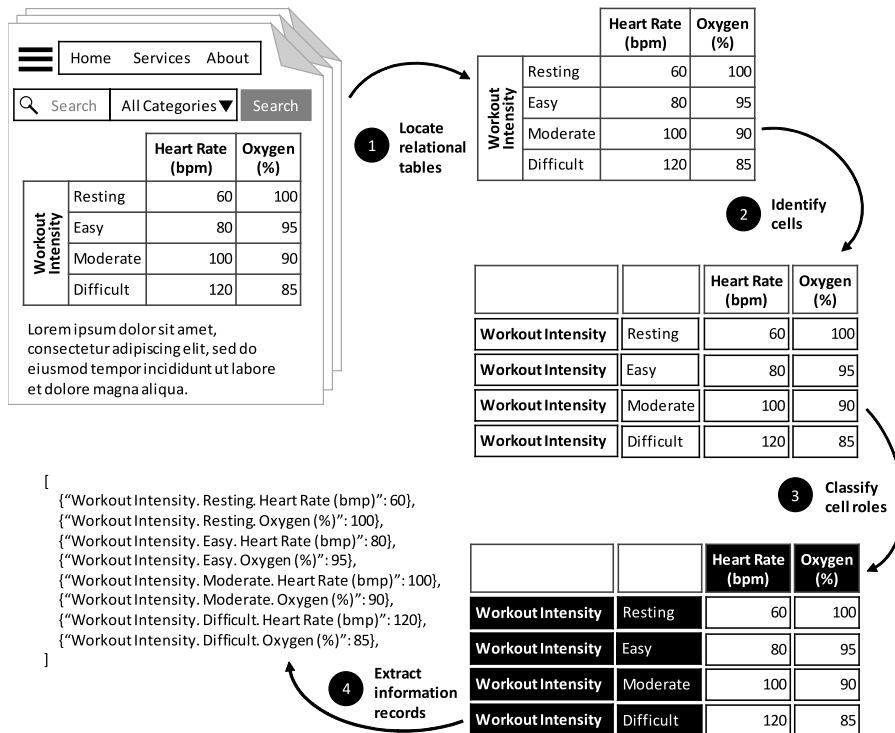 Home Services About
Search All Categories Search
Heart Rate (bpm) Oxygen (%)
Workout Intensity
Resting 60 100
Easy 80 95
Moderate 100 90
Difficult 120 85
Lorem ipsum dolor sit amet,
consectetur adipiscing elit, sed do
eiusmod tempor incididunt ut labore
et dolore magna aliqua.
1 Locate
relational
tables
Heart Rate (bpm) Oxygen (%)
Workout Intensity
Resting 60 100
Easy 80 95
Moderate 100 90
Difficult 120 85
2 Identify
cells
Heart Rate (bpm) Oxygen (%)
Workout Intensity Resting 60 100
Workout Intensity Easy 80 95
Workout Intensity Moderate 100 90
Workout Intensity Difficult 120 85
3 Classify
cell roles
Heart Rate (bpm) Oxygen (%)
Workout Intensity Resting 60 100
Workout Intensity Easy 80 95
Workout Intensity Moderate 100 90
Workout Intensity Difficult 120 85
4 Extract
information
records
[
{“Workout Intensity. Resting. Heart Rate (bmp)”: 60},
{“Workout Intensity. Resting. Oxygen (%)”: 100},
{“Workout Intensity. Easy. Heart Rate (bmp)”: 80},
{“Workout Intensity. Easy. Oxygen (%)”: 95},
{“Workout Intensity. Moderate. Heart Rate (bmp)”: 100},
{“Workout Intensity. Moderate. Oxygen (%)”: 90},
{“Workout Intensity. Difficult. Heart Rate (bmp)”: 120},
{“Workout Intensity. Difficult. Oxygen (%)”: 85},
]